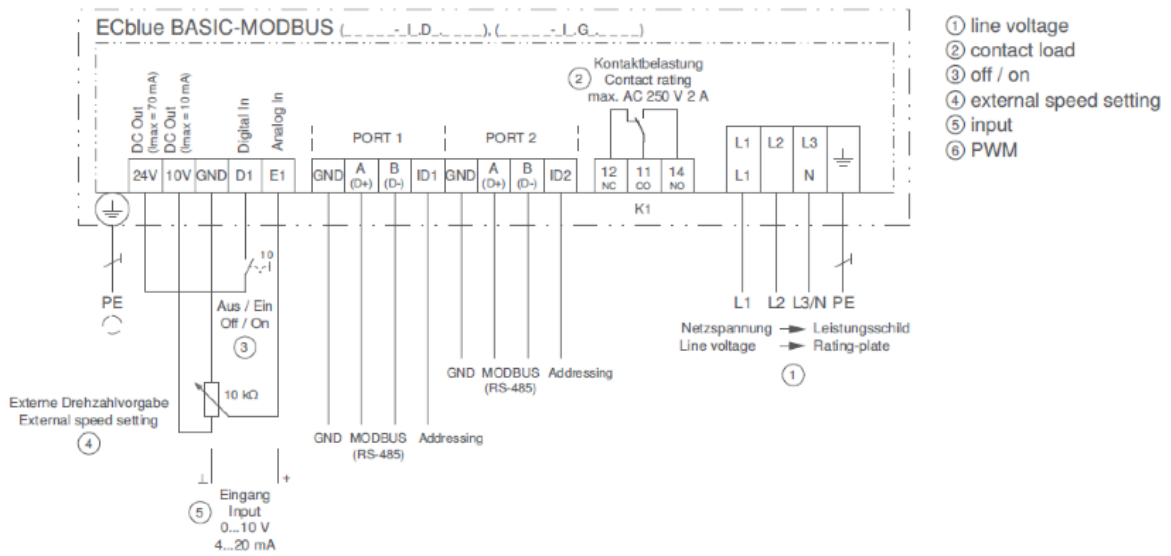 ECblue BASIC-MODBUS (_ _ _ _ _-_I_.D_._ _ _ _), (_ _ _ _ _-_I_.G_._ _ _ _)
① line voltage
② contact load
③ off / on
④ external speed setting
⑤ input
⑥ PWM
DC Out
(Imax = 70 mA)
DC Out
(Imax = 10 mA)
Digital In
Analog In
② Kontaktbelastung
Contact rating
max. AC 250 V 2 A
PORT 1
PORT 2
24V 10V GND D1 E1
GND A (D+) B (D-) ID1 GND A (D+) B (D-) ID2
12 NC 11 CO 14 NO
K1
L1 L2 L3
L1 N
10
PE
Aus / Ein
Off / On
③
L1 L2 L3/N PE
Netzspannung Leistungsschild
Line voltage Rating-plate
①
GND MODBUS Addressing
(RS-485)
10 kΩ
Externe Drehzahlvorgabe
External speed setting
④
GND MODBUS Addressing
(RS-485)
⊥ +
⑤ Eingang
Input
0...10 V
4...20 mA